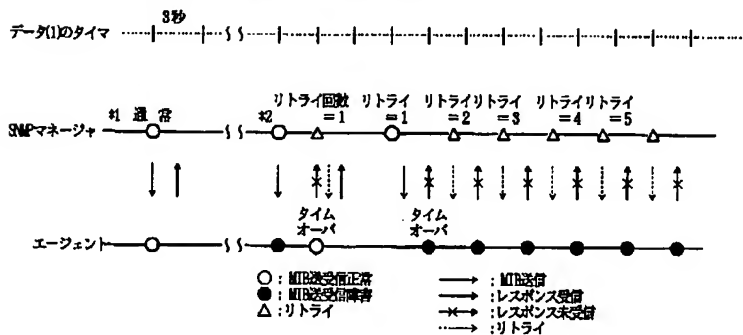 3秒
データ(1)のタイマ
リトライ回数 リトライ リトライリトライ リトライリトライ
*1 通 常 *2 =1 =1 =2 =3 =4 =5
SNMPマネージャ
タイム タイム
オーバ オーバ
エージェント
○:MIB送受信正常 :MIB送信
●:MIB送受信障害 :レスポンス受信
△:リトライ :レスポンス未受信
:リトライ